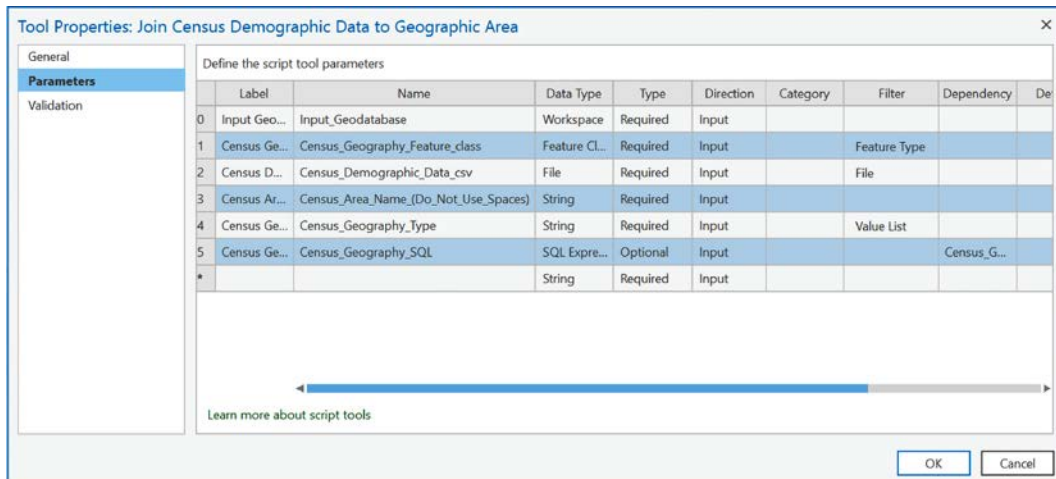 Tool Properties: Join Census Demographic Data to Geographic Area
General
Parameters
Validation
Define the script tool parameters
Label Name Data Type Type Direction Category Filter Dependency De
0 Input Geo... Input_Geodatabase Workspace Required Input
1 Census Ge... Census_Geography_Feature_class Feature Cl... Required Input Feature Type
2 Census D... Census_Demographic_Data_csv File Required Input File
3 Census Ar... Census_Area_Name_(Do_Not_Use_Spaces) String Required Input
4 Census Ge... Census_Geography_Type String Required Input Value List
5 Census Ge... Census_Geography_SQL SQL Expre... Optional Input Census_G...
* String Required Input
Learn more about script tools
OK Cancel